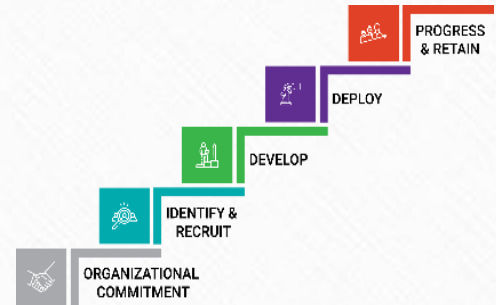 PROGRESS
& RETAIN
DEPLOY
DEVELOP
IDENTIFY &
RECRUIT
ORGANIZATIONAL
COMMITMENT